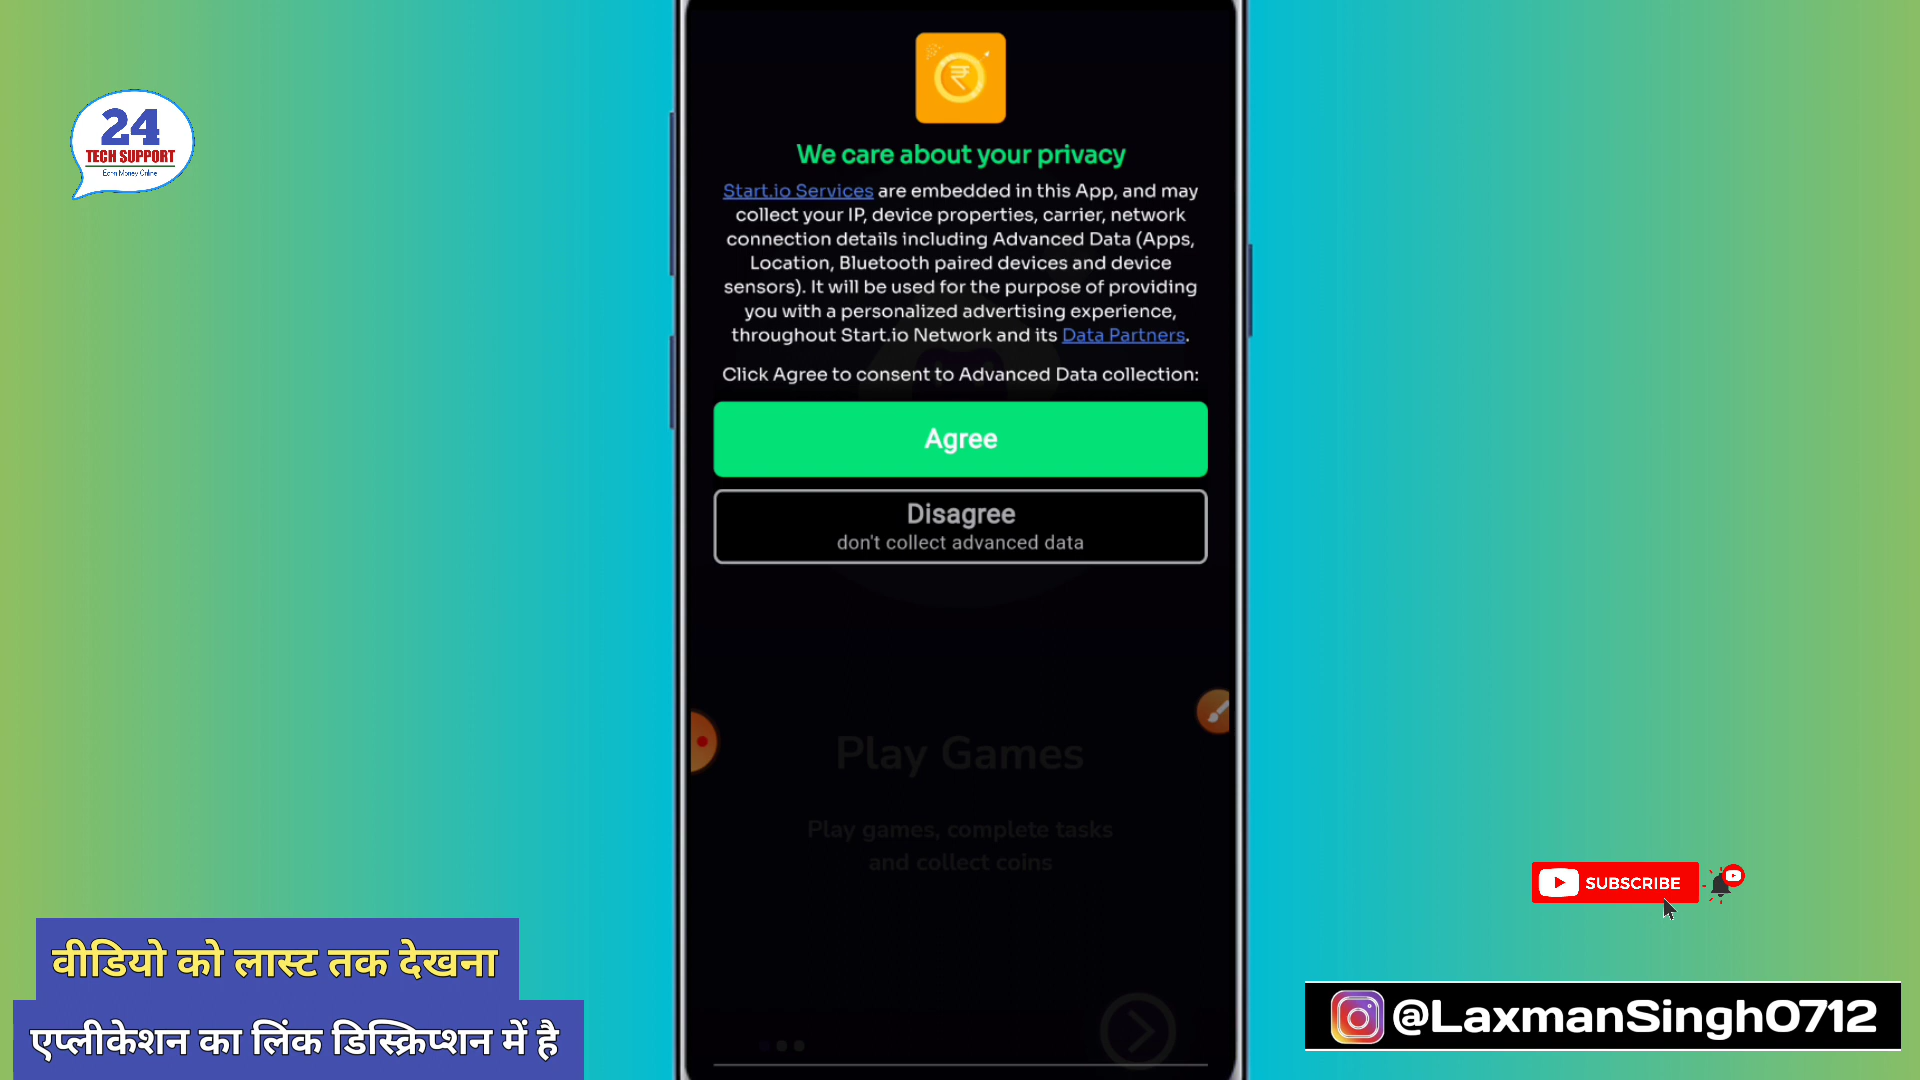 24
TECH SUPPORT
Earn Money Online
We care about your privacy
Start.io Services are embedded in this App, and may
collect your IP, device properties, carrier, network
connection details including Advanced Data (Apps,
Location, Bluetooth paired devices and device
sensors). It will be used for the purpose of providing
you with a personalized advertising experience,
throughout Start.io Network and its Data Partners.
Click Agree to consent to Advanced Data collection:
Agree
Disagree
don't collect advanced data
Play Games
Play games, complete tasks
and collect coins
SUBSCRIBE
वीडियो को लास्ट तक देखना
एप्लीकेशन का लिंक डिस्क्रिप्शन में है
@LaxmanSingh0712